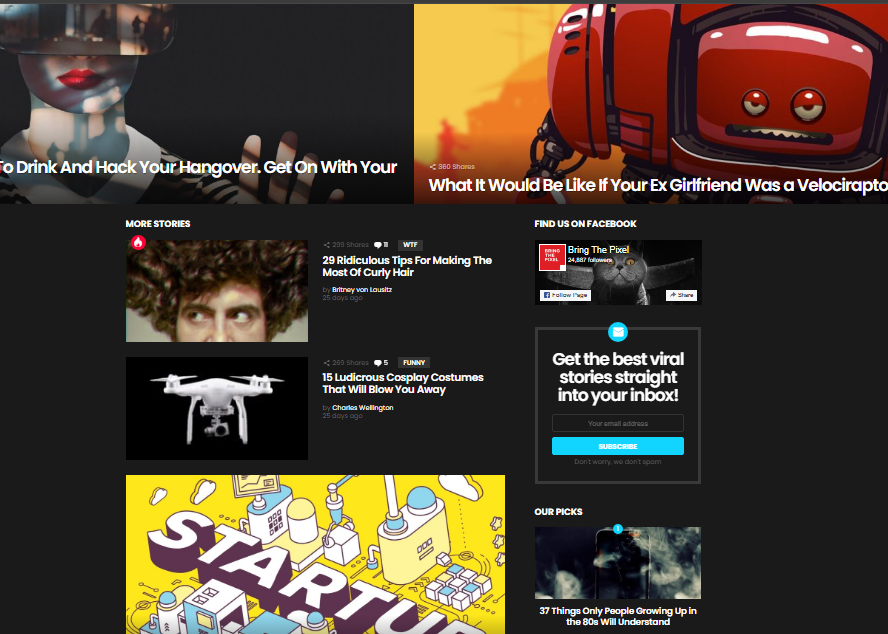 To Drink And Hack Your Hangover. Get On With Your
360 Shares
What It Would Be Like If Your Ex Girlfriend Was a Velocirapto
MORE STORIES
299 Shares 11 WTF
29 Ridiculous Tips For Making The
Most Of Curly Hair
by Britney von Lausitz
25 days ago
369 Shares 5 FUNNY
15 Ludicrous Cosplay Costumes
That Will Blow You Away
by Charles Wellington
25 days ago
STARTUP
FIND US ON FACEBOOK
BRING
THE
PIXEL
Bring The Pixel
24,887 followers
Follow Page
Share
Get the best viral
stories straight
into your inbox!
Your email address
SUBSCRIBE
Don't worry, we don't spam
OUR PICKS
1
37 Things Only People Growing Up in
the 80s Will Understand